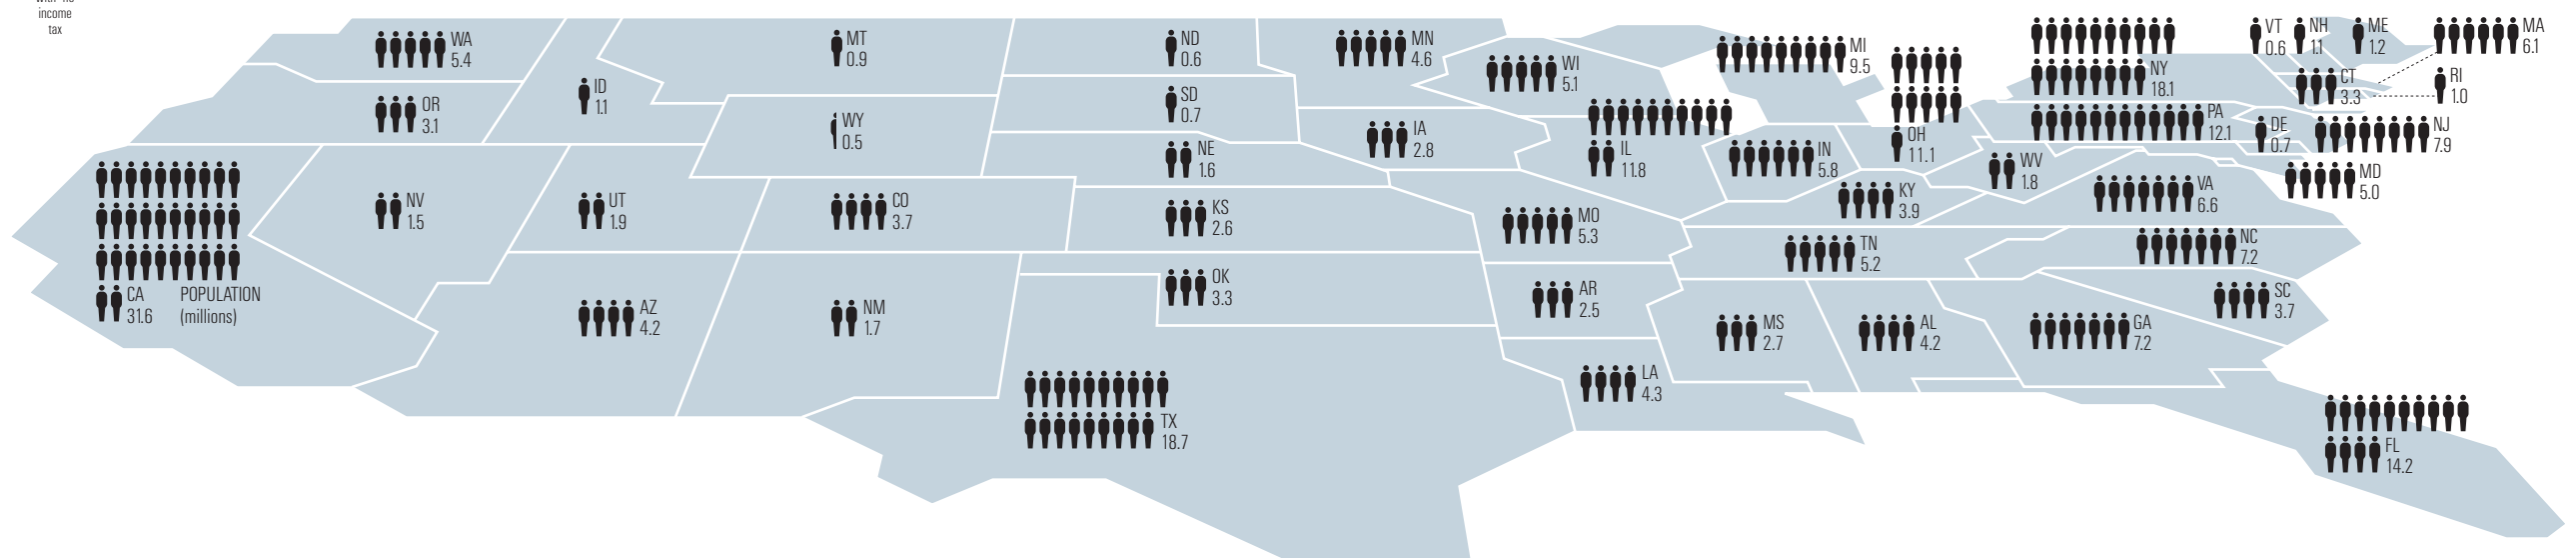 income
tax
WA
5.4
OR
3.1
CA
31.6
POPULATION
(millions)
ID
1.1
NV
1.5
UT
1.9
AZ
4.2
MT
0.9
WY
0.5
CO
3.7
NM
1.7
ND
0.6
SD
0.7
NE
1.6
KS
2.6
OK
3.3
TX
18.7
MN
4.6
IA
2.8
MO
5.3
AR
2.5
LA
4.3
WI
5.1
IL
11.8
MI
9.5
IN
5.8
OH
11.1
KY
3.9
TN
5.2
MS
2.7
AL
4.2
GA
7.2
WV
1.8
NY
18.1
PA
12.1
VA
6.6
NC
7.2
SC
3.7
FL
14.2
VT
0.6
NH
1.1
ME
1.2
MA
6.1
CT
3.3
RI
1.0
DE
0.7
NJ
7.9
MD
5.0